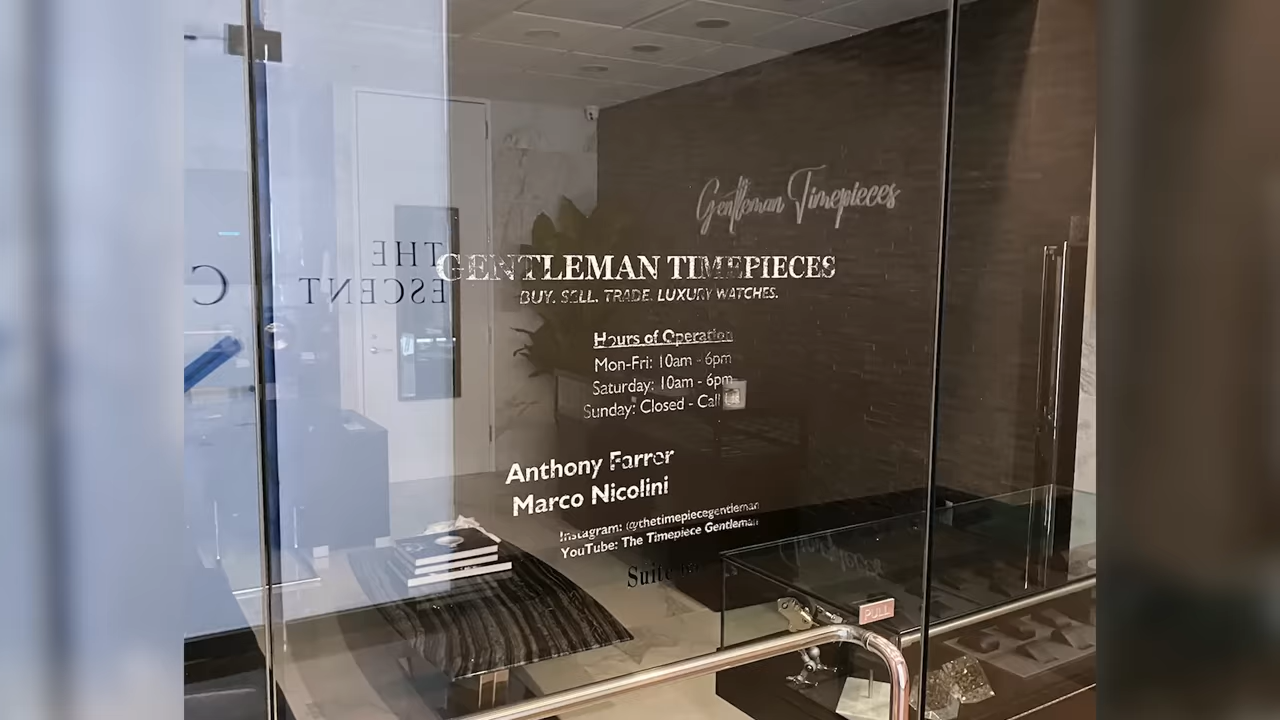 Gentleman Timepieces
THE
C ESCENT
GENTLEMAN TIMEPIECES
BUY. SELL. TRADE. LUXURY WATCHES.
Hours of Operation
Mon-Fri: 10am - 6pm
Saturday: 10am - 6pm
Sunday: Closed - Call Us
Anthony Farrer
Marco Nicolini
Instagram: @thetimepiecegentleman
YouTube: The Timepiece Gentleman
Suite
PULL